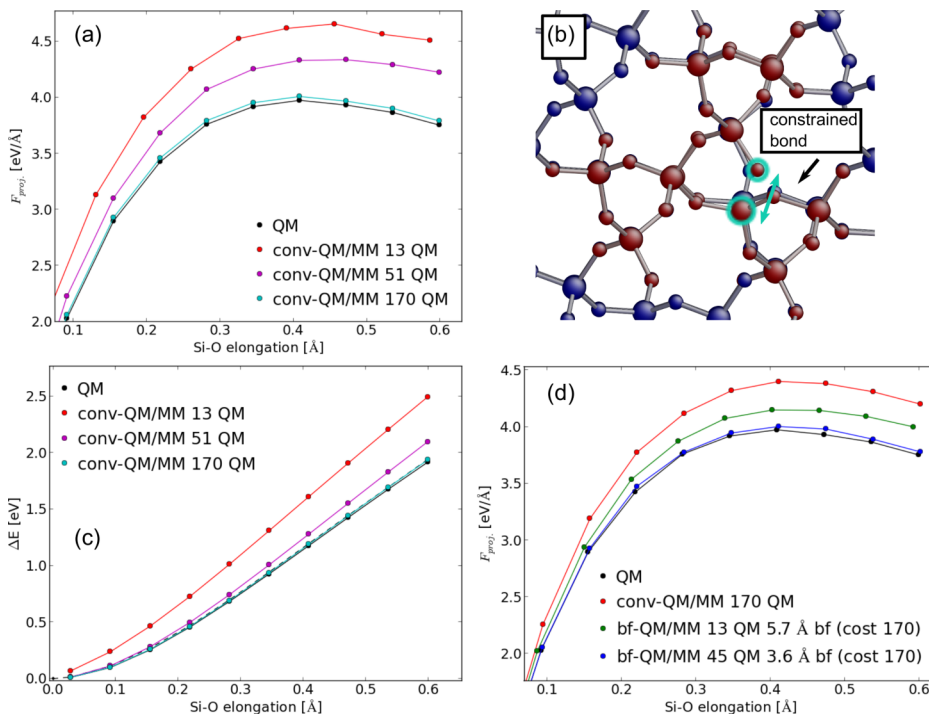 (a)
4.5
4.0
3.5
3.0
2.5
2.0
F_proj. [eV/Å]
QM
conv-QM/MM 13 QM
conv-QM/MM 51 QM
conv-QM/MM 170 QM
0.1 0.2 0.3 0.4 0.5 0.6
Si-O elongation [Å]
(b)
constrained
bond
2.5
2.0
1.5
1.0
0.5
0.0
ΔE [eV]
QM
conv-QM/MM 13 QM
conv-QM/MM 51 QM
conv-QM/MM 170 QM
(c)
0.0 0.1 0.2 0.3 0.4 0.5 0.6
Si-O elongation [Å]
(d)
4.5
4.0
3.5
3.0
2.5
2.0
F_proj. [eV/Å]
QM
conv-QM/MM 170 QM
bf-QM/MM 13 QM 5.7 Å bf (cost 170)
bf-QM/MM 45 QM 3.6 Å bf (cost 170)
0.1 0.2 0.3 0.4 0.5 0.6
Si-O elongation [Å]